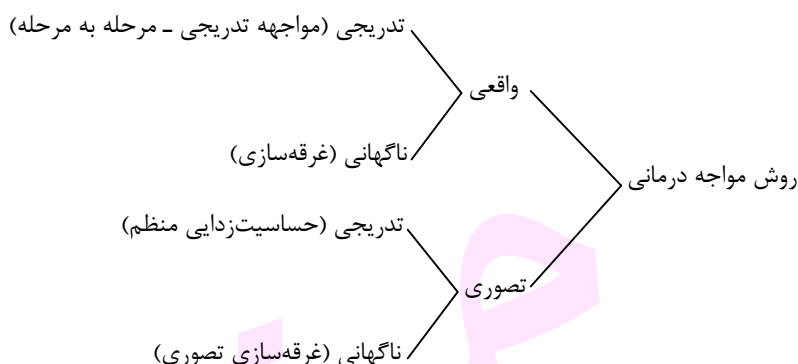 تدریجی (مواجهه تدریجی ـ مرحله به مرحله)
واقعی
ناگهانی (غرقه‌سازی)
روش مواجه درمانی
تدریجی (حساسیت‌زدایی منظم)
تصوری
ناگهانی (غرقه‌سازی تصوری)